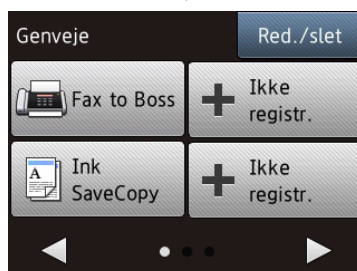 Genveje
Red./slet
Fax to Boss
Ikke
registr.
A
Ink
SaveCopy
Ikke
registr.